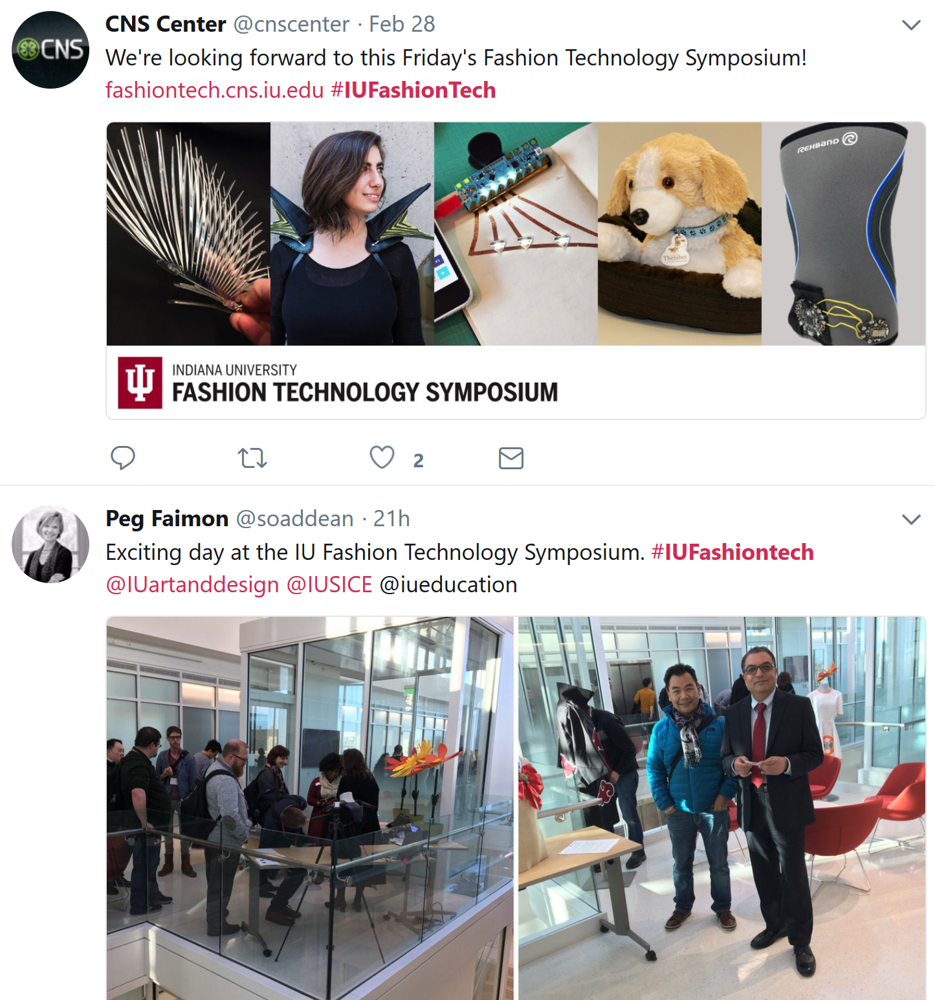 CNS Center @cnscenter · Feb 28
CNS
We're looking forward to this Friday's Fashion Technology Symposium!
fashiontech.cns.iu.edu #IUFashionTech
REHBAND
Therabot
INDIANA UNIVERSITY
FASHION TECHNOLOGY SYMPOSIUM
2
Peg Faimon @soaddean · 21h
Exciting day at the IU Fashion Technology Symposium. #IUFashiontech
@IUartanddesign @IUSICE @iueducation